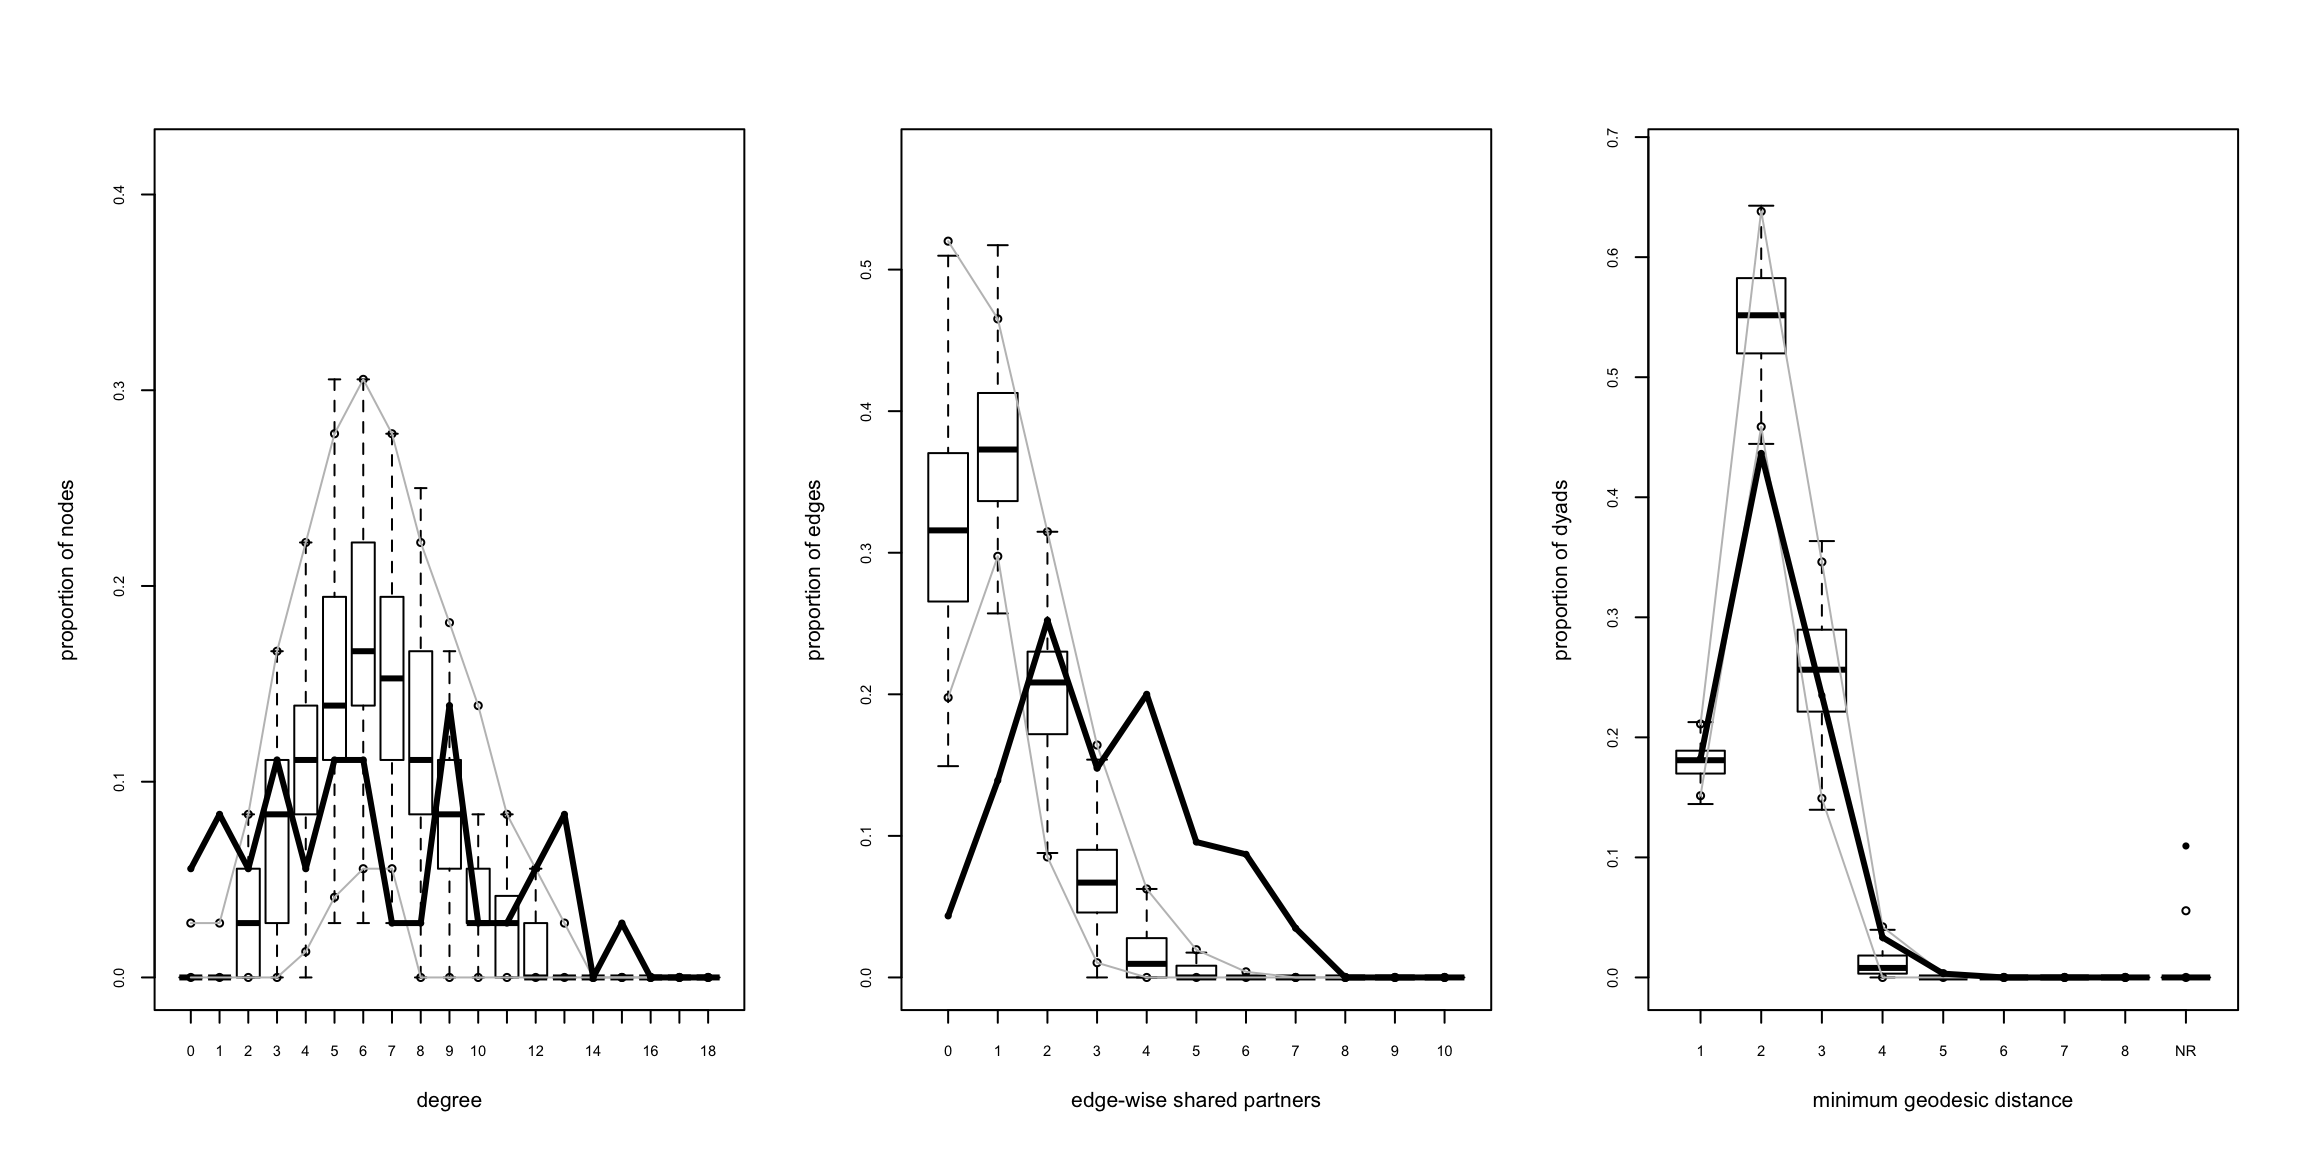 proportion of nodes
0.0 0.1 0.2 0.3 0.4
0 1 2 3 4 5 6 7 8 9 10 12 14 16 18
degree
proportion of edges
0.0 0.1 0.2 0.3 0.4 0.5
0 1 2 3 4 5 6 7 8 9 10
edge-wise shared partners
proportion of dyads
0.0 0.1 0.2 0.3 0.4 0.5 0.6 0.7
1 2 3 4 5 6 7 8 NR
minimum geodesic distance